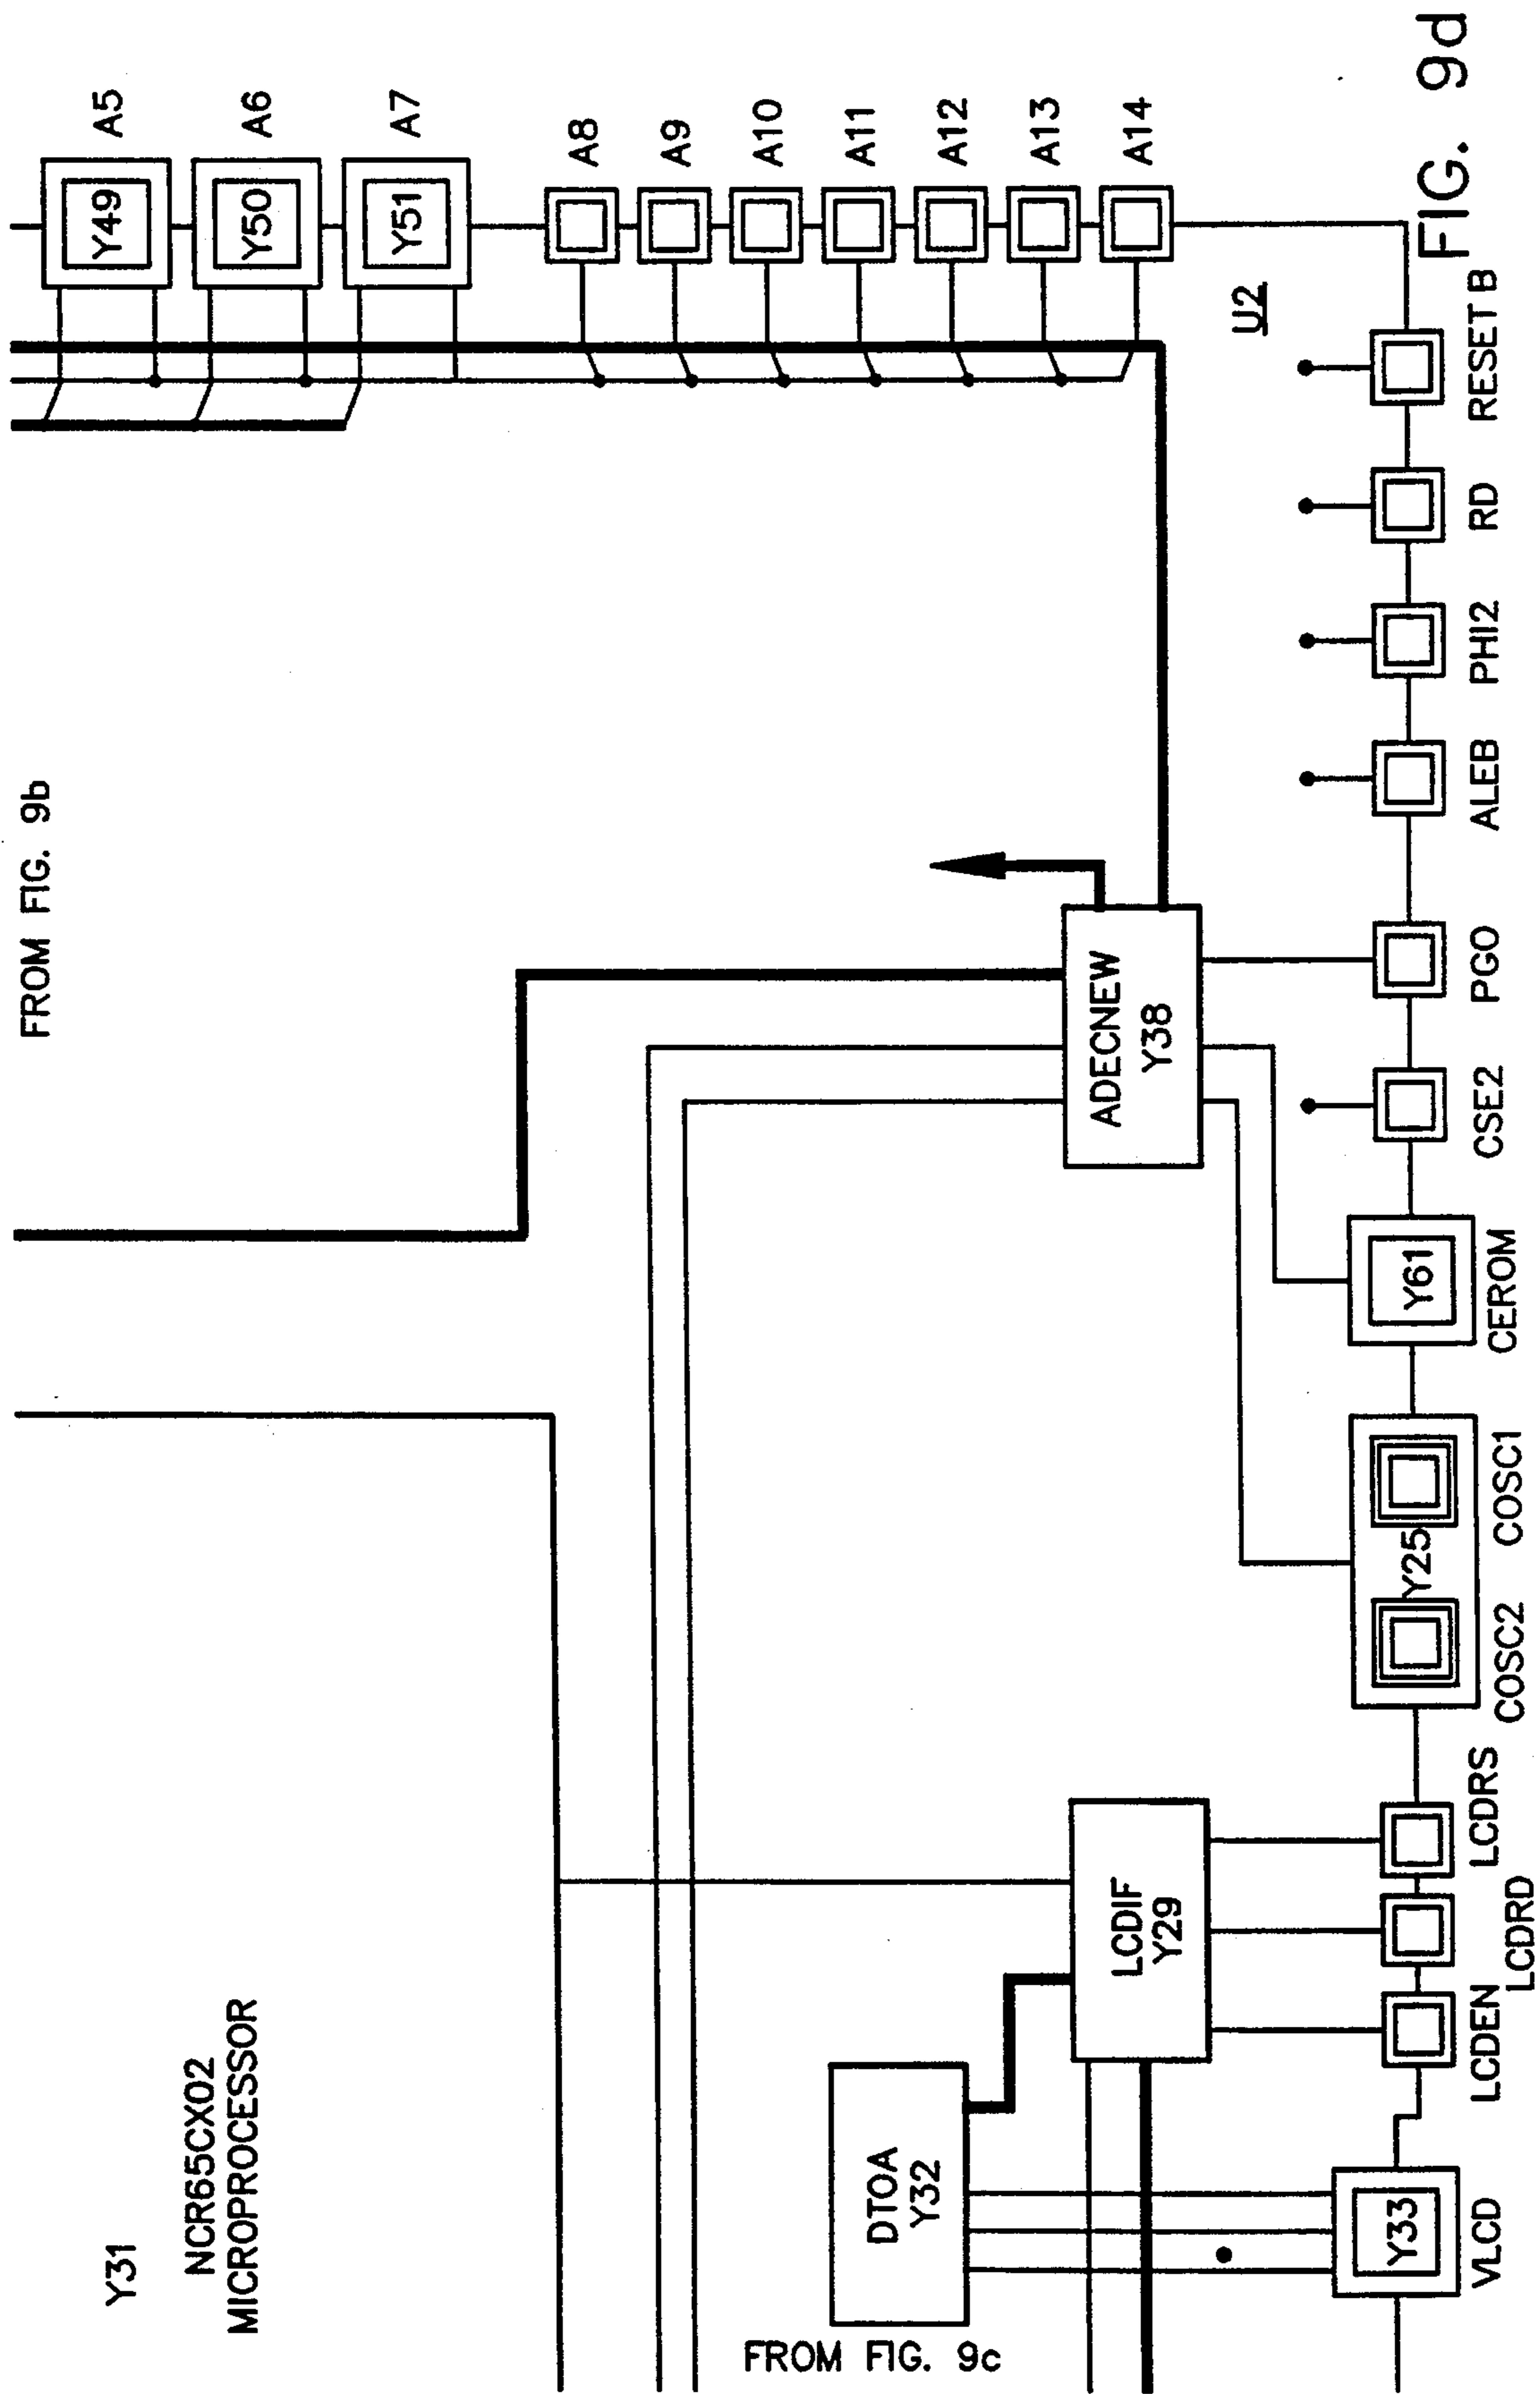 FROM FIG. 9b
Y31
NCR65CX02
MICROPROCESSOR
Y49
A5
Y50
A6
Y51
A7
A8
A9
A10
A11
A12
A13
A14
U2
FROM FIG. 9c
DTOA
Y32
LCDIF
Y29
ADECNEW
Y38
Y33
Y25
Y61
VLCD
LCDEN
LCDRD
LCDRS
COSC2
COSC1
CEROM
CSE2
PGO
ALEB
PHI2
RD
RESET B
FIG. 9d